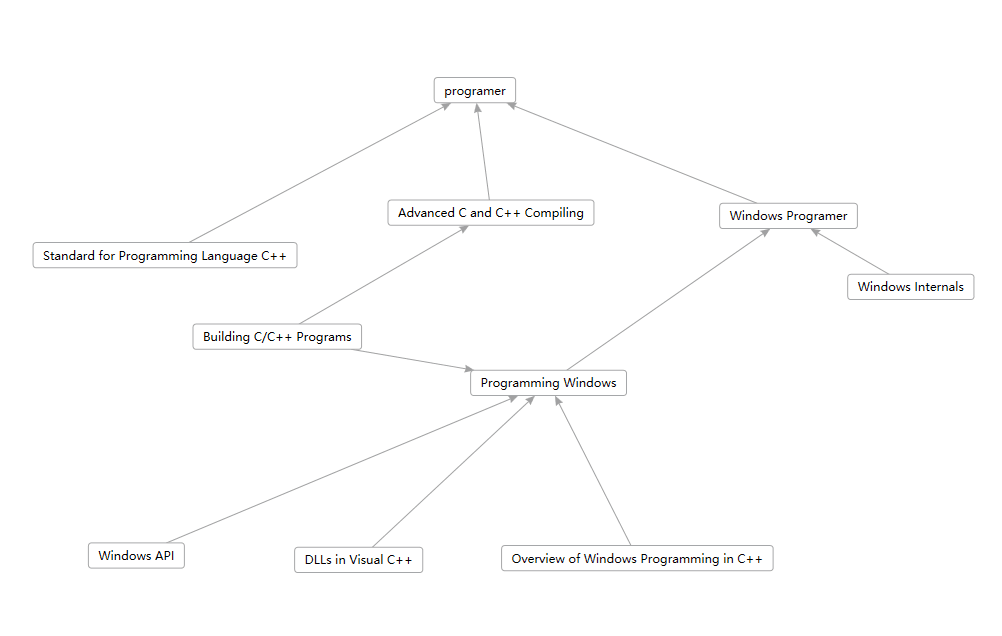 programer
Advanced C and C++ Compiling
Windows Programer
Standard for Programming Language C++
Windows Internals
Building C/C++ Programs
Programming Windows
Windows API
DLLs in Visual C++
Overview of Windows Programming in C++